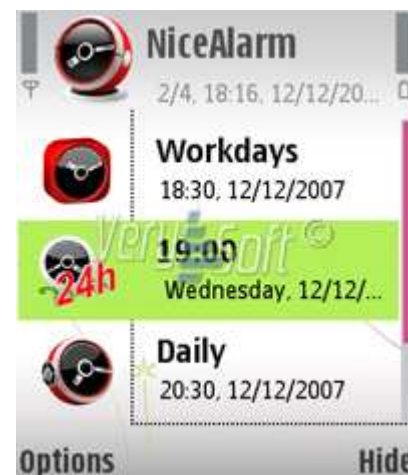 NiceAlarm
2/4, 18:16, 12/12/20...
Workdays
18:30, 12/12/2007
19:00
24h
Wednesday, 12/12/...
VerySoft ©
Daily
20:30, 12/12/2007
Options
Hide